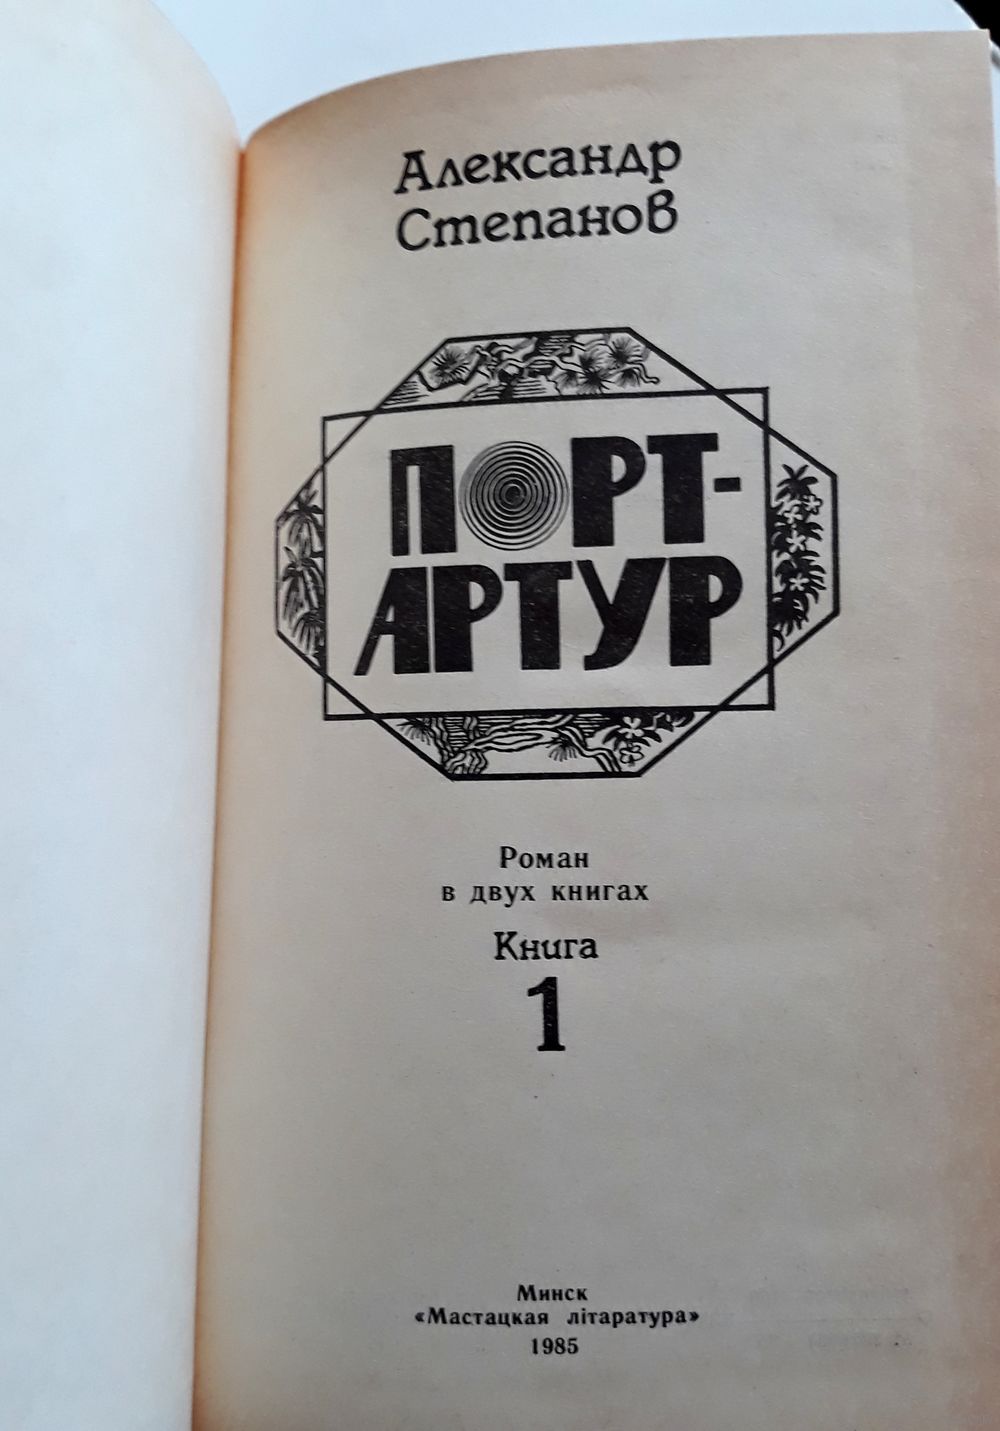 Александр
Степанов
ПОРТ-
АРТУР
Роман
в двух книгах
Книга
1
Минск
«Мастацкая літаратура»
1985